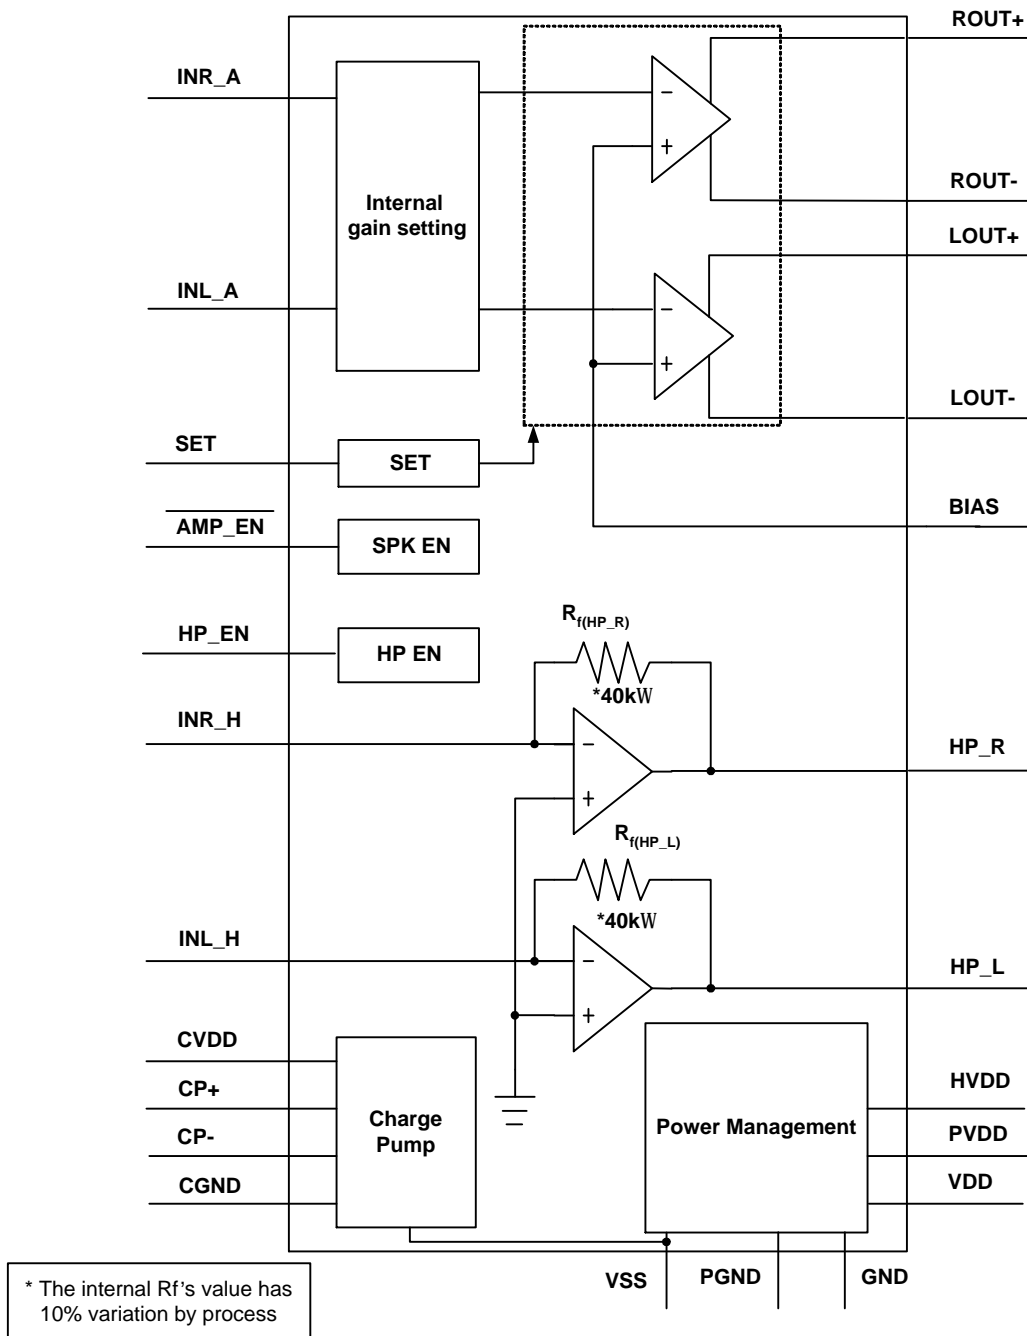 ROUT+
INR_A
−
+
ROUT-
Internal
gain setting
LOUT+
INL_A
−
+
LOUT-
SET
SET
AMP_EN
SPK EN
BIAS
HP_EN
HP EN
Rf(HP_R)
*40kW
INR_H
−
+
HP_R
Rf(HP_L)
*40kW
INL_H
−
+
HP_L
CVDD
CP+
CP-
CGND
Charge
Pump
Power Management
HVDD
PVDD
VDD
VSS
PGND
GND
* The internal Rf's value has
10% variation by process